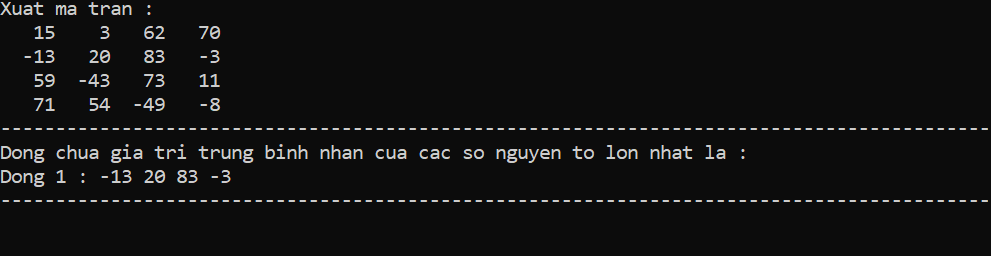 Xuat ma tran :
   15   3  62   70
  -13  20  83   -3
   59 -43  73   11
   71  54 -49   -8
------------------------------------------------------------------------------------------
Dong chua gia tri trung binh nhan cua cac so nguyen to lon nhat la :
Dong 1 : -13 20 83 -3
------------------------------------------------------------------------------------------